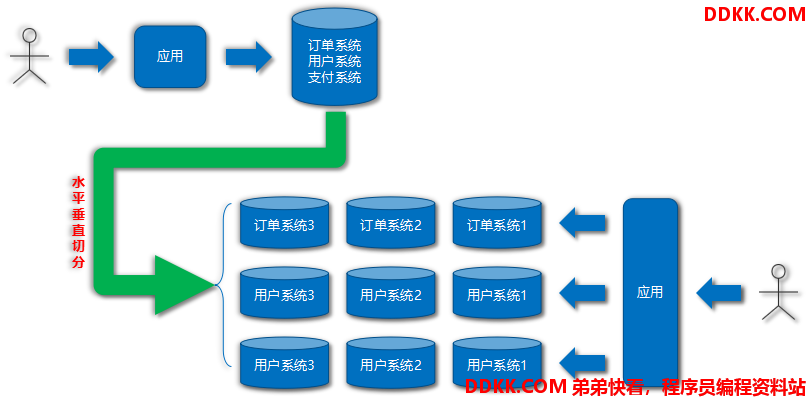 DDKK.COM
应用
订单系统
用户系统
支付系统
水平垂直切分
订单系统3
订单系统2
订单系统1
用户系统3
用户系统2
用户系统1
应用
用户系统3
用户系统2
用户系统1
DDKK.COM 弟弟快看，程序员编程资料站